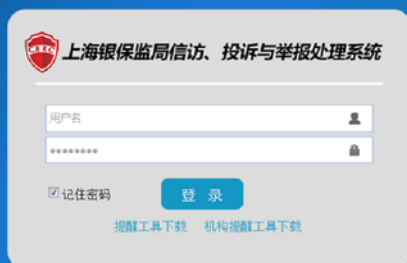 CBRC
上海银保监局信访、投诉与举报处理系统
用户名
********
记住密码
登 录
提醒工具下载 机构提醒工具下载